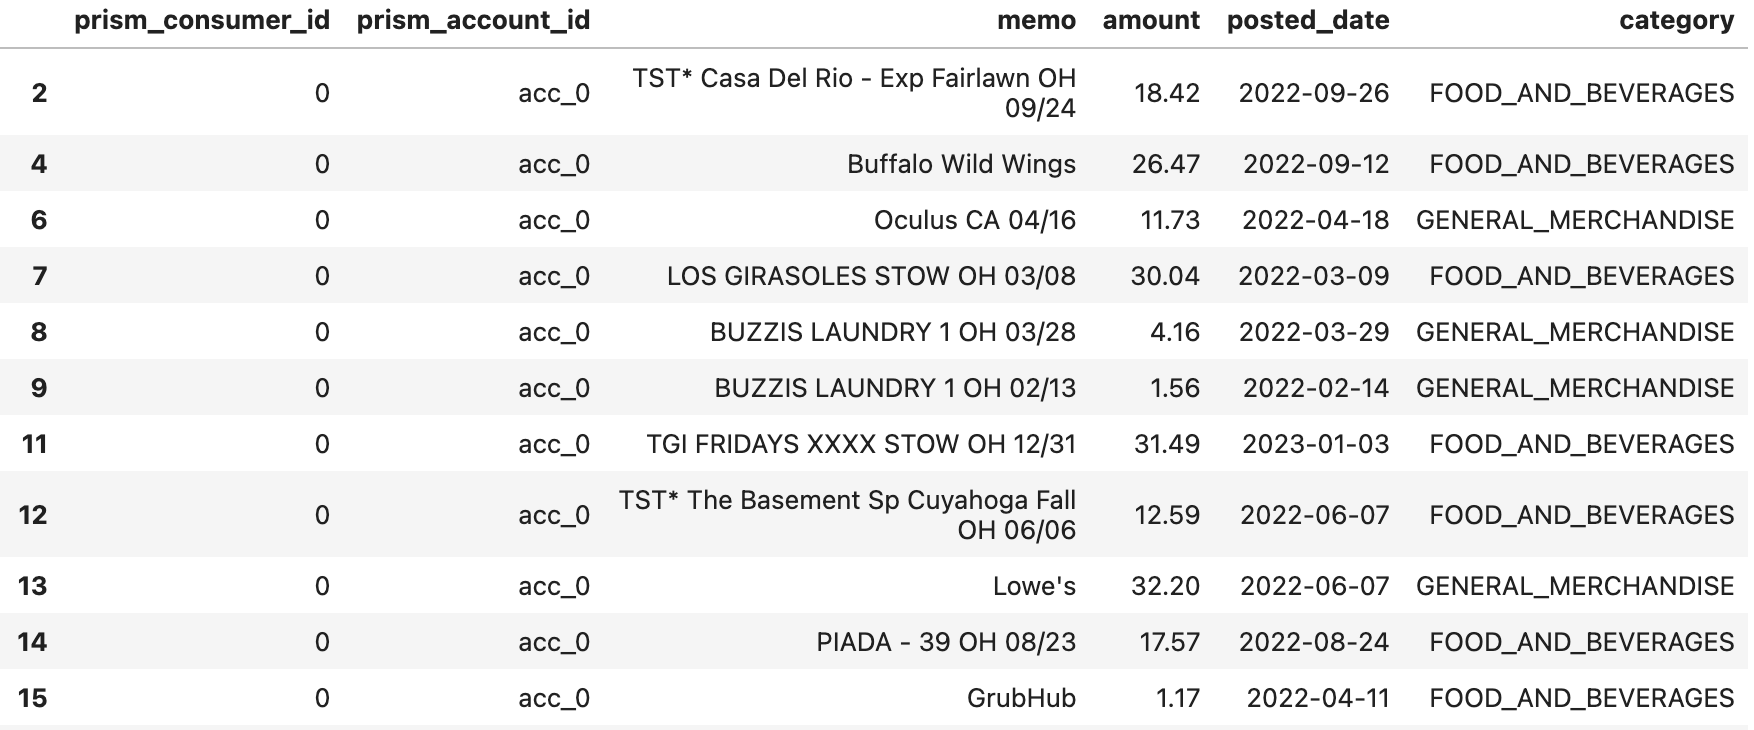 prism_consumer_id prism_account_id memo amount posted_date category
2 0 acc_0 TST* Casa Del Rio - Exp Fairlawn OH 09/24 18.42 2022-09-26 FOOD_AND_BEVERAGES
4 0 acc_0 Buffalo Wild Wings 26.47 2022-09-12 FOOD_AND_BEVERAGES
6 0 acc_0 Oculus CA 04/16 11.73 2022-04-18 GENERAL_MERCHANDISE
7 0 acc_0 LOS GIRASOLES STOW OH 03/08 30.04 2022-03-09 FOOD_AND_BEVERAGES
8 0 acc_0 BUZZIS LAUNDRY 1 OH 03/28 4.16 2022-03-29 GENERAL_MERCHANDISE
9 0 acc_0 BUZZIS LAUNDRY 1 OH 02/13 1.56 2022-02-14 GENERAL_MERCHANDISE
11 0 acc_0 TGI FRIDAYS XXXX STOW OH 12/31 31.49 2023-01-03 FOOD_AND_BEVERAGES
12 0 acc_0 TST* The Basement Sp Cuyahoga Fall OH 06/06 12.59 2022-06-07 FOOD_AND_BEVERAGES
13 0 acc_0 Lowe's 32.20 2022-06-07 GENERAL_MERCHANDISE
14 0 acc_0 PIADA - 39 OH 08/23 17.57 2022-08-24 FOOD_AND_BEVERAGES
15 0 acc_0 GrubHub 1.17 2022-04-11 FOOD_AND_BEVERAGES